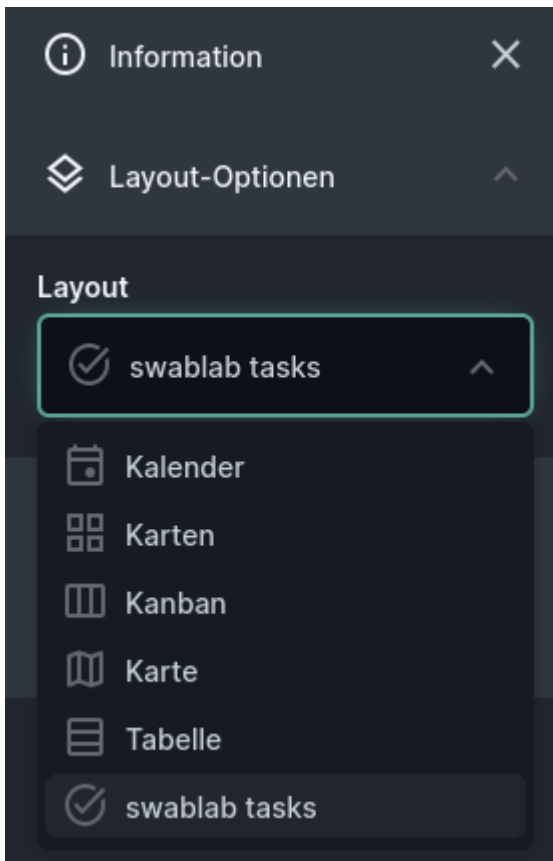 Information
Layout-Optionen
Layout
swablab tasks
Kalender
Karten
Kanban
Karte
Tabelle
swablab tasks